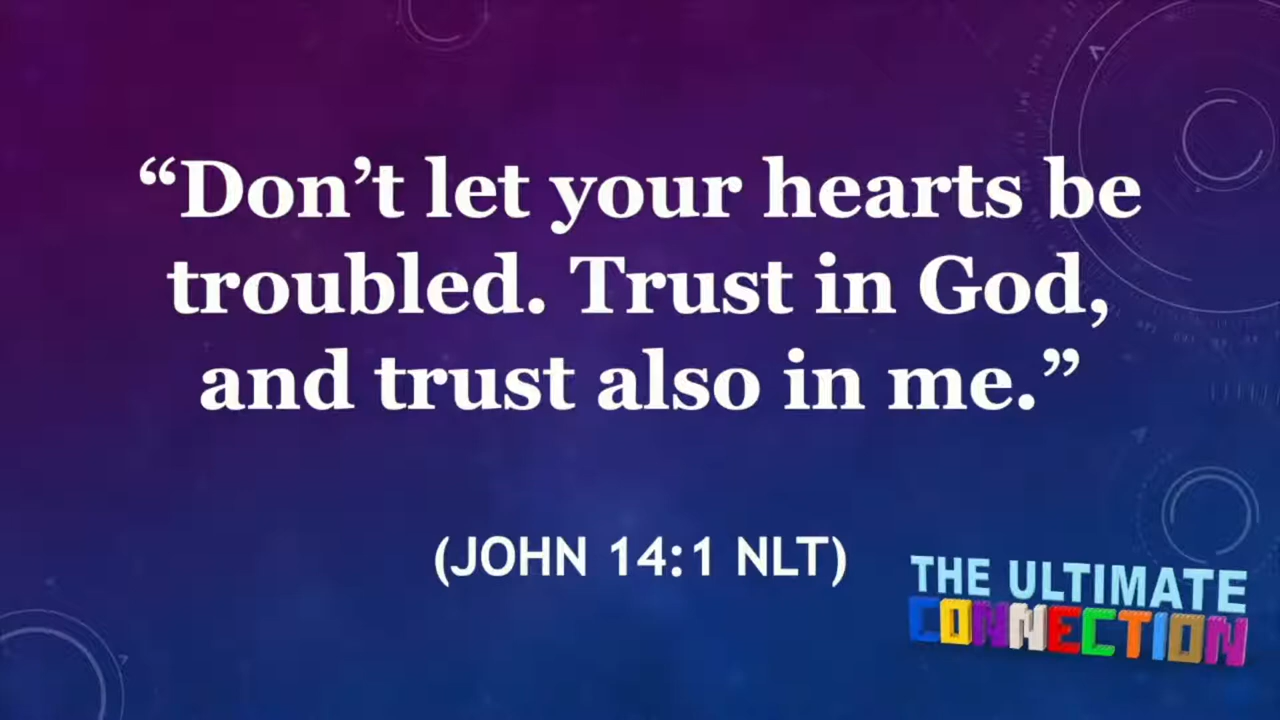 “Don’t let your hearts be
troubled. Trust in God,
and trust also in me.”
(JOHN 14:1 NLT)
THE ULTIMATE
CONNECTION